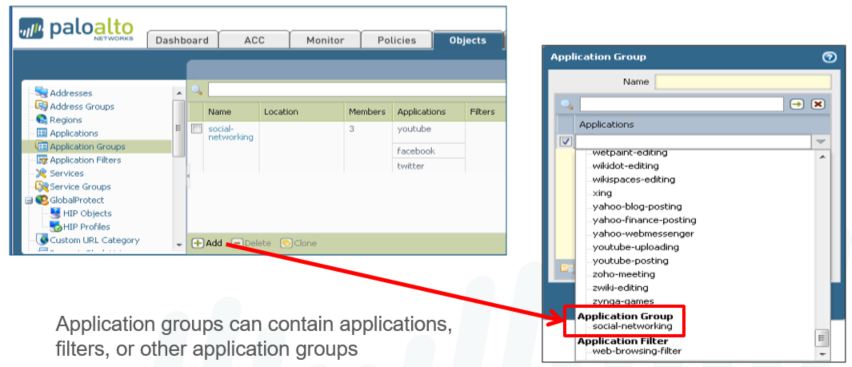 paloalto
NETWORKS
Dashboard
ACC
Monitor
Policies
Objects
Addresses
Address Groups
Regions
Applications
Application Groups
Application Filters
Services
Service Groups
GlobalProtect
HIP Objects
HIP Profiles
Custom URL Category
Name
Location
Members
Applications
Filters
social-
networking
3
youtube
facebook
twitter
Add
Delete
Clone
Application Group
Name
Applications
wetpaint-editing
wikidot-editing
wikispaces-editing
xing
yahoo-blog-posting
yahoo-finance-posting
yahoo-webmessenger
youtube-uploading
youtube-posting
zoho-meeting
zwiki-editing
zynga-games
Application Group
social-networking
Application Filter
web-browsing-filter
Application groups can contain applications,
filters, or other application groups